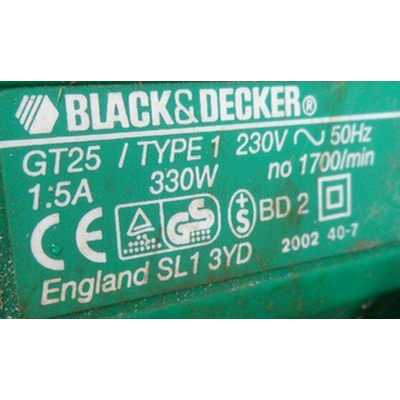 BLACK&DECKER®
GT25 / TYPE 1 230V ~ 50Hz
1.5A 330W no 1700/min
CE GS S BD 2
2002 40-7
England SL1 3YD